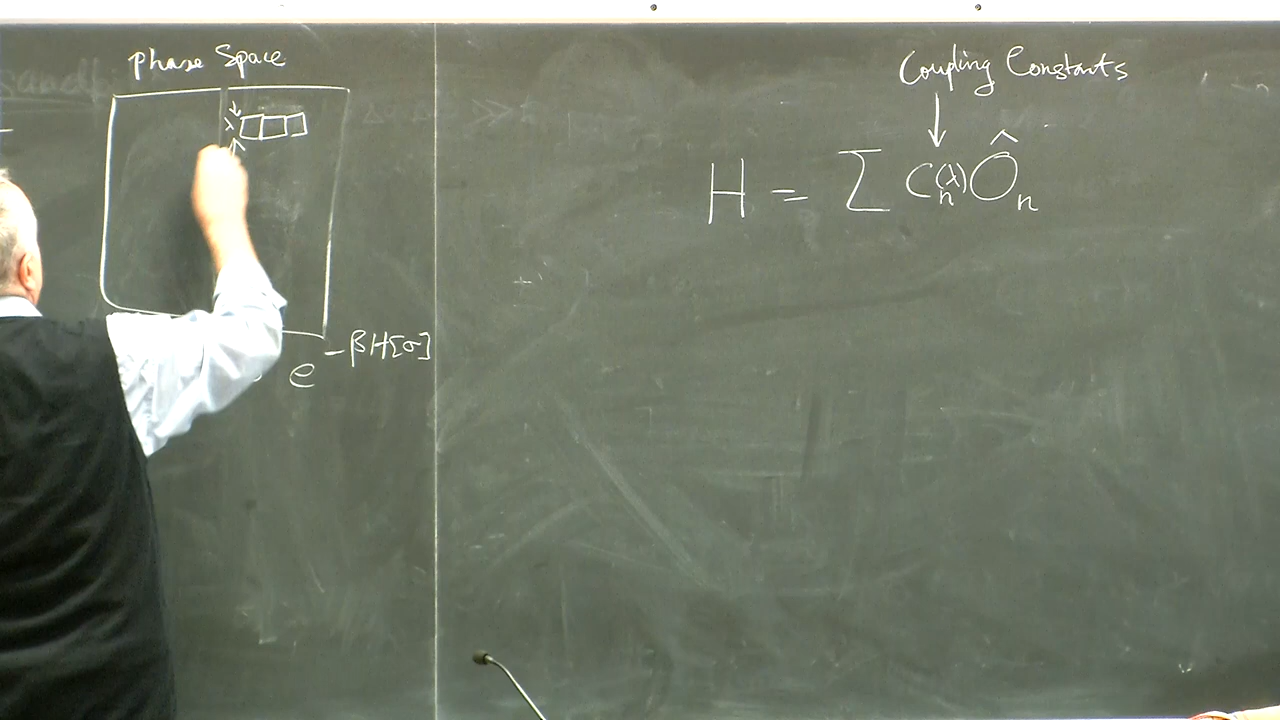 Phase Space
λ
e^{-βH[σ]}
Coupling Constants
H = Σ C_n^{(λ)} Ô_n